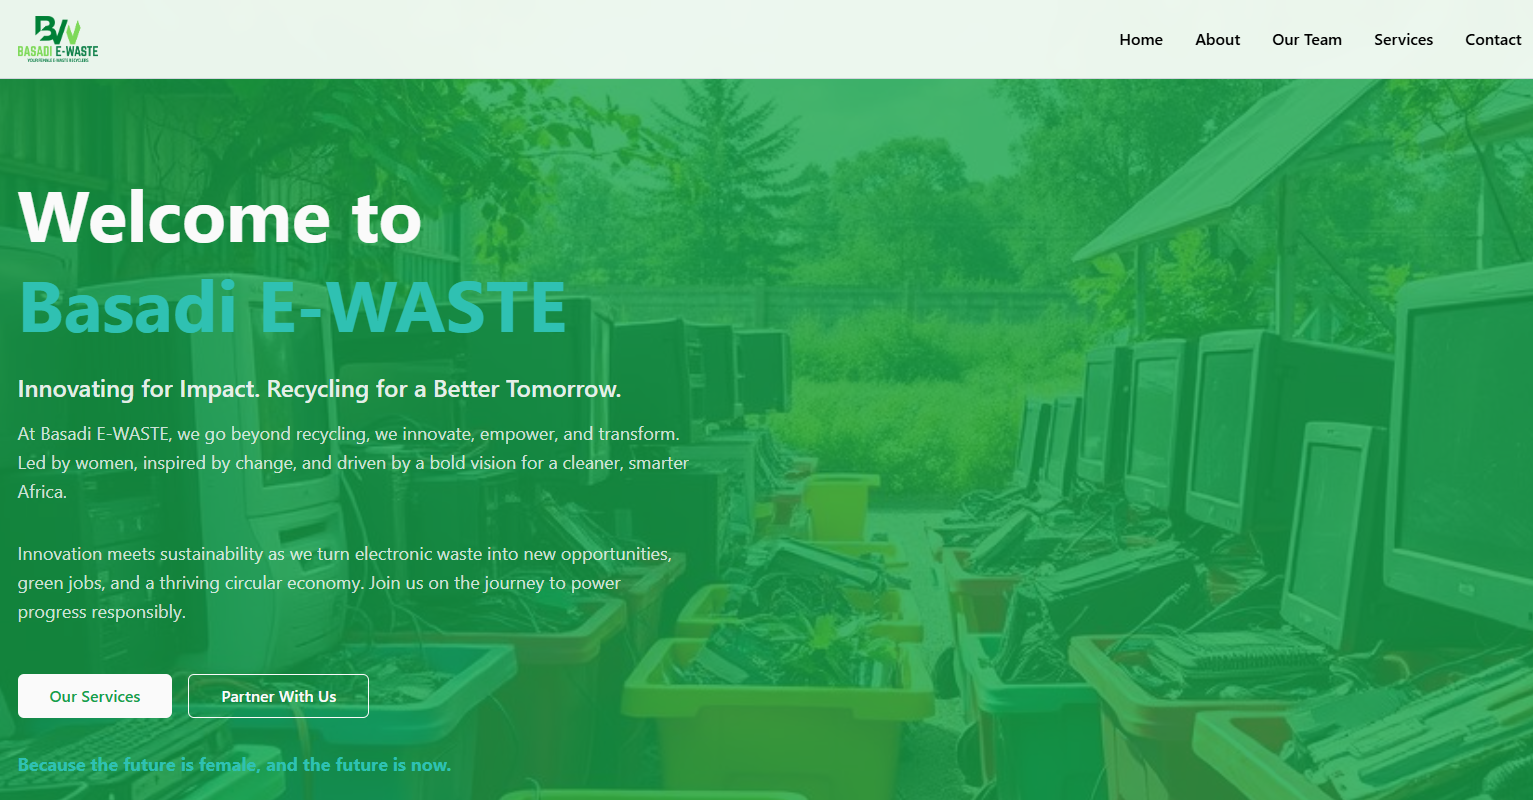 BW
BASADI E-WASTE
YOUR FEMALE E-WASTE RECYCLERS
Home About Our Team Services Contact
Welcome to
Basadi E-WASTE
Innovating for Impact. Recycling for a Better Tomorrow.
At Basadi E-WASTE, we go beyond recycling, we innovate, empower, and transform.
Led by women, inspired by change, and driven by a bold vision for a cleaner, smarter
Africa.
Innovation meets sustainability as we turn electronic waste into new opportunities,
green jobs, and a thriving circular economy. Join us on the journey to power
progress responsibly.
Our Services Partner With Us
Because the future is female, and the future is now.